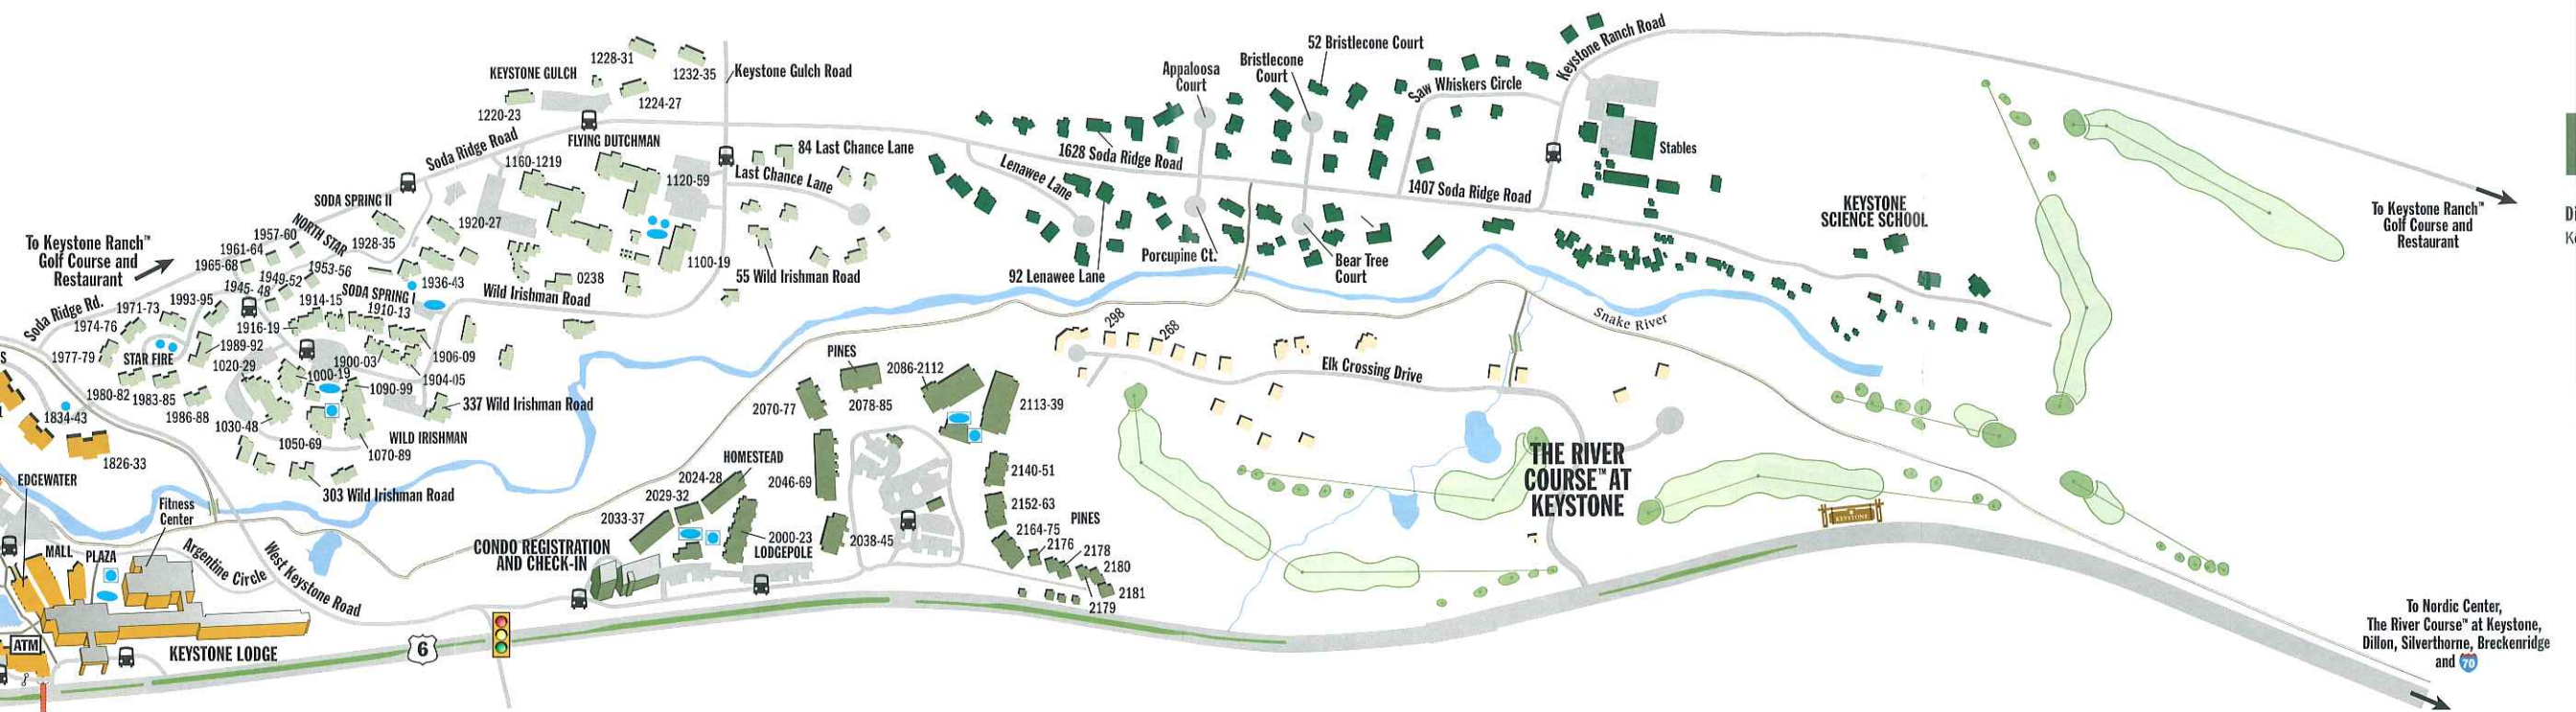 1228-31
KEYSTONE GULCH
1232-35
Keystone Gulch Road
1224-27
1220-23
Soda Ridge Road
FLYING DUTCHMAN
1160-1219
1120-59
84 Last Chance Lane
Last Chance Lane
SODA SPRING II
1920-27
NORTH STAR
1928-35
1957-60
1961-64
1965-68
1949-52
1953-56
1945-48
To Keystone Ranch™
Golf Course and
Restaurant
SODA SPRING I
1936-43
0238
1100-19
55 Wild Irishman Road
Wild Irishman Road
Soda Ridge Rd.
1971-73
1993-95
1914-15
1910-13
1974-76
1916-19
1977-79
STAR FIRE
1989-92
1900-03
1906-09
1020-29
1000-19
1904-05
1980-82
1983-85
1090-99
1986-88
337 Wild Irishman Road
1834-43
1030-48
1050-69
WILD IRISHMAN
1070-89
1826-33
303 Wild Irishman Road
EDGEWATER
Fitness
Center
MALL
PLAZA
Argentine Circle
West Keystone Road
ATM
KEYSTONE LODGE
6
CONDO REGISTRATION
AND CHECK-IN
PINES
2086-2112
2070-77
2078-85
2113-39
HOMESTEAD
2024-28
2046-69
2140-51
2029-32
2033-37
2152-63
PINES
2000-23
LODGEPOLE
2038-45
2164-75
2176
2178
2180
2181
2179
52 Bristlecone Court
Bristlecone
Court
Appaloosa
Court
Saw Whiskers Circle
Keystone Ranch Road
Stables
1628 Soda Ridge Road
Lenawee Lane
1407 Soda Ridge Road
Porcupine Ct.
92 Lenawee Lane
Bear Tree
Court
KEYSTONE
SCIENCE SCHOOL
To Keystone Ranch™
Golf Course and
Restaurant
Snake River
298
268
Elk Crossing Drive
THE RIVER
COURSE™ AT
KEYSTONE
KEYSTONE
To Nordic Center,
The River Course™ at Keystone,
Dillon, Silverthorne, Breckenridge
and 70